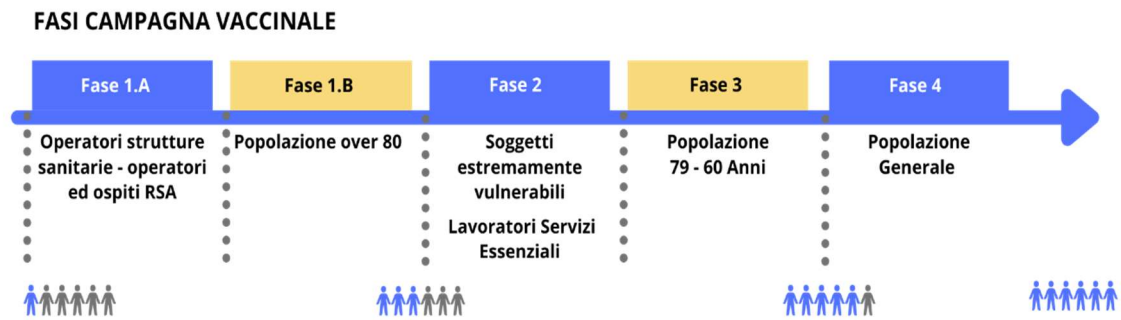 FASI CAMPAGNA VACCINALE
Fase 1.A
Operatori strutture
sanitarie - operatori
ed ospiti RSA
Fase 1.B
Popolazione over 80
Fase 2
Soggetti
estremamente
vulnerabili
Lavoratori Servizi
Essenziali
Fase 3
Popolazione
79 - 60 Anni
Fase 4
Popolazione
Generale